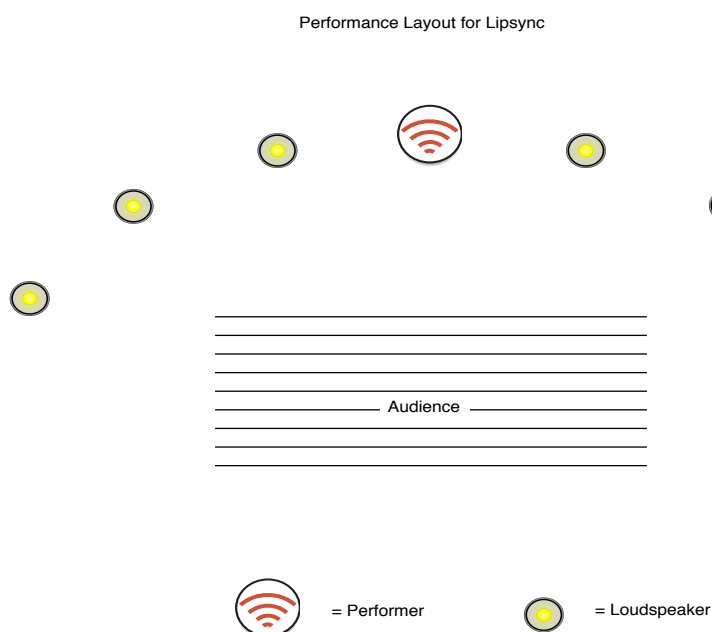 Performance Layout for Lipsync
Audience
= Performer
= Loudspeaker